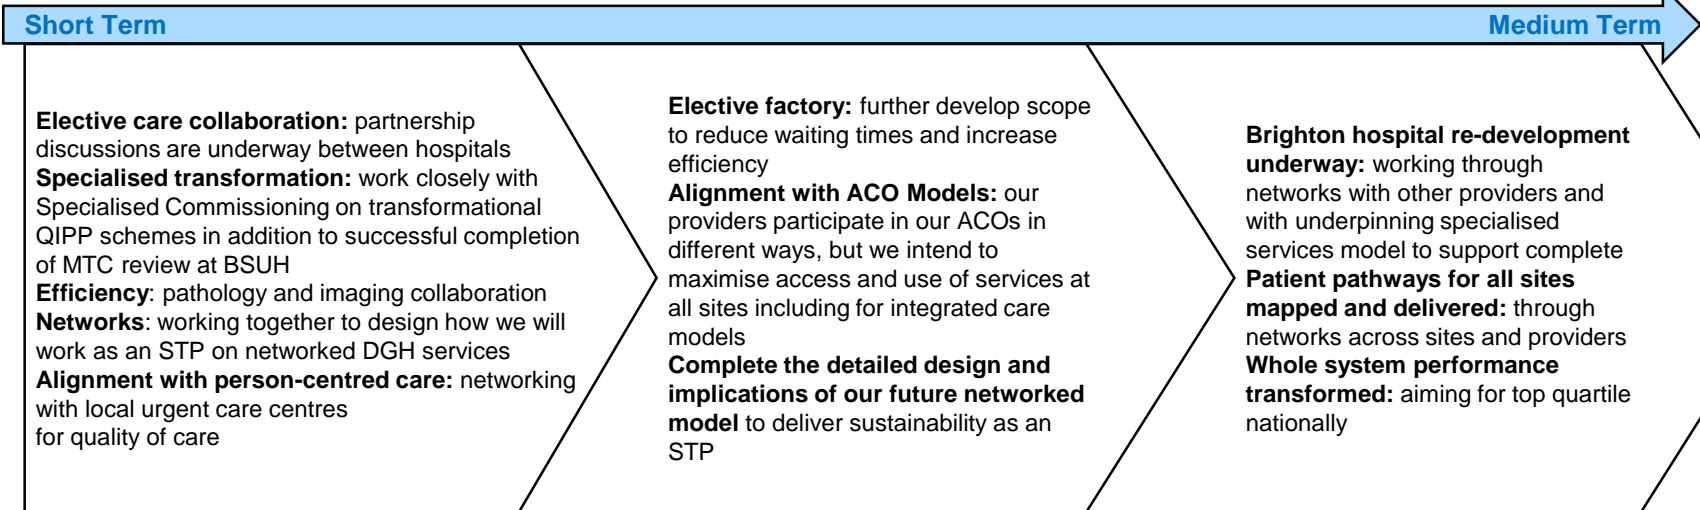 Short Term
Medium Term
Elective care collaboration: partnership
discussions are underway between hospitals
Specialised transformation: work closely with
Specialised Commissioning on transformational
QIPP schemes in addition to successful completion
of MTC review at BSUH
Efficiency: pathology and imaging collaboration
Networks: working together to design how we will
work as an STP on networked DGH services
Alignment with person-centred care: networking
with local urgent care centres
for quality of care
Elective factory: further develop scope
to reduce waiting times and increase
efficiency
Alignment with ACO Models: our
providers participate in our ACOs in
different ways, but we intend to
maximise access and use of services at
all sites including for integrated care
models
Complete the detailed design and
implications of our future networked
model to deliver sustainability as an
STP
Brighton hospital re-development
underway: working through
networks with other providers and
with underpinning specialised
services model to support complete
Patient pathways for all sites
mapped and delivered: through
networks across sites and providers
Whole system performance
transformed: aiming for top quartile
nationally